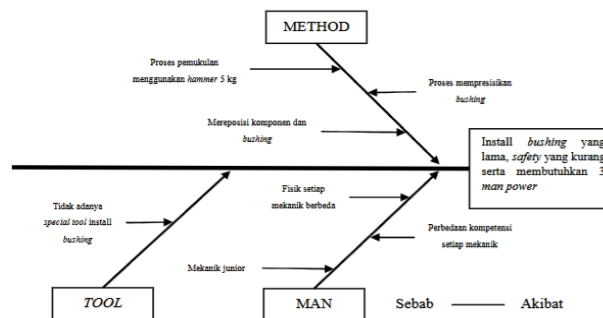 METHOD
Proses pemukulan
menggunakan hammer 5 kg
Proses mempresisikan
bushing
Mereposisi komponen dan
bushing
Install bushing yang
lama, safety yang kurang
serta membutuhkan 3
man power
Fisik setiap
mekanik berbeda
Tidak adanya
special tool install
bushing
Perbedaan kompetensi
setiap mekanik
Mekanik junior
TOOL
MAN
Sebab
Akibat